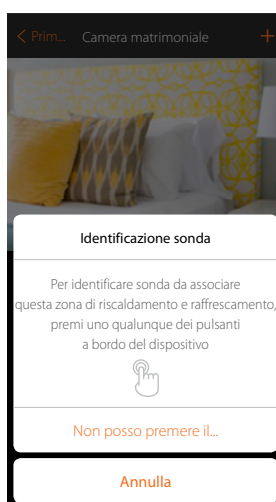 Prim... Camera matrimoniale +
Identificazione sonda
Per identificare sonda da associare
questa zona di riscaldamento e raffrescamento,
premi uno qualunque dei pulsanti
a bordo del dispositivo
Non posso premere il...
Annulla